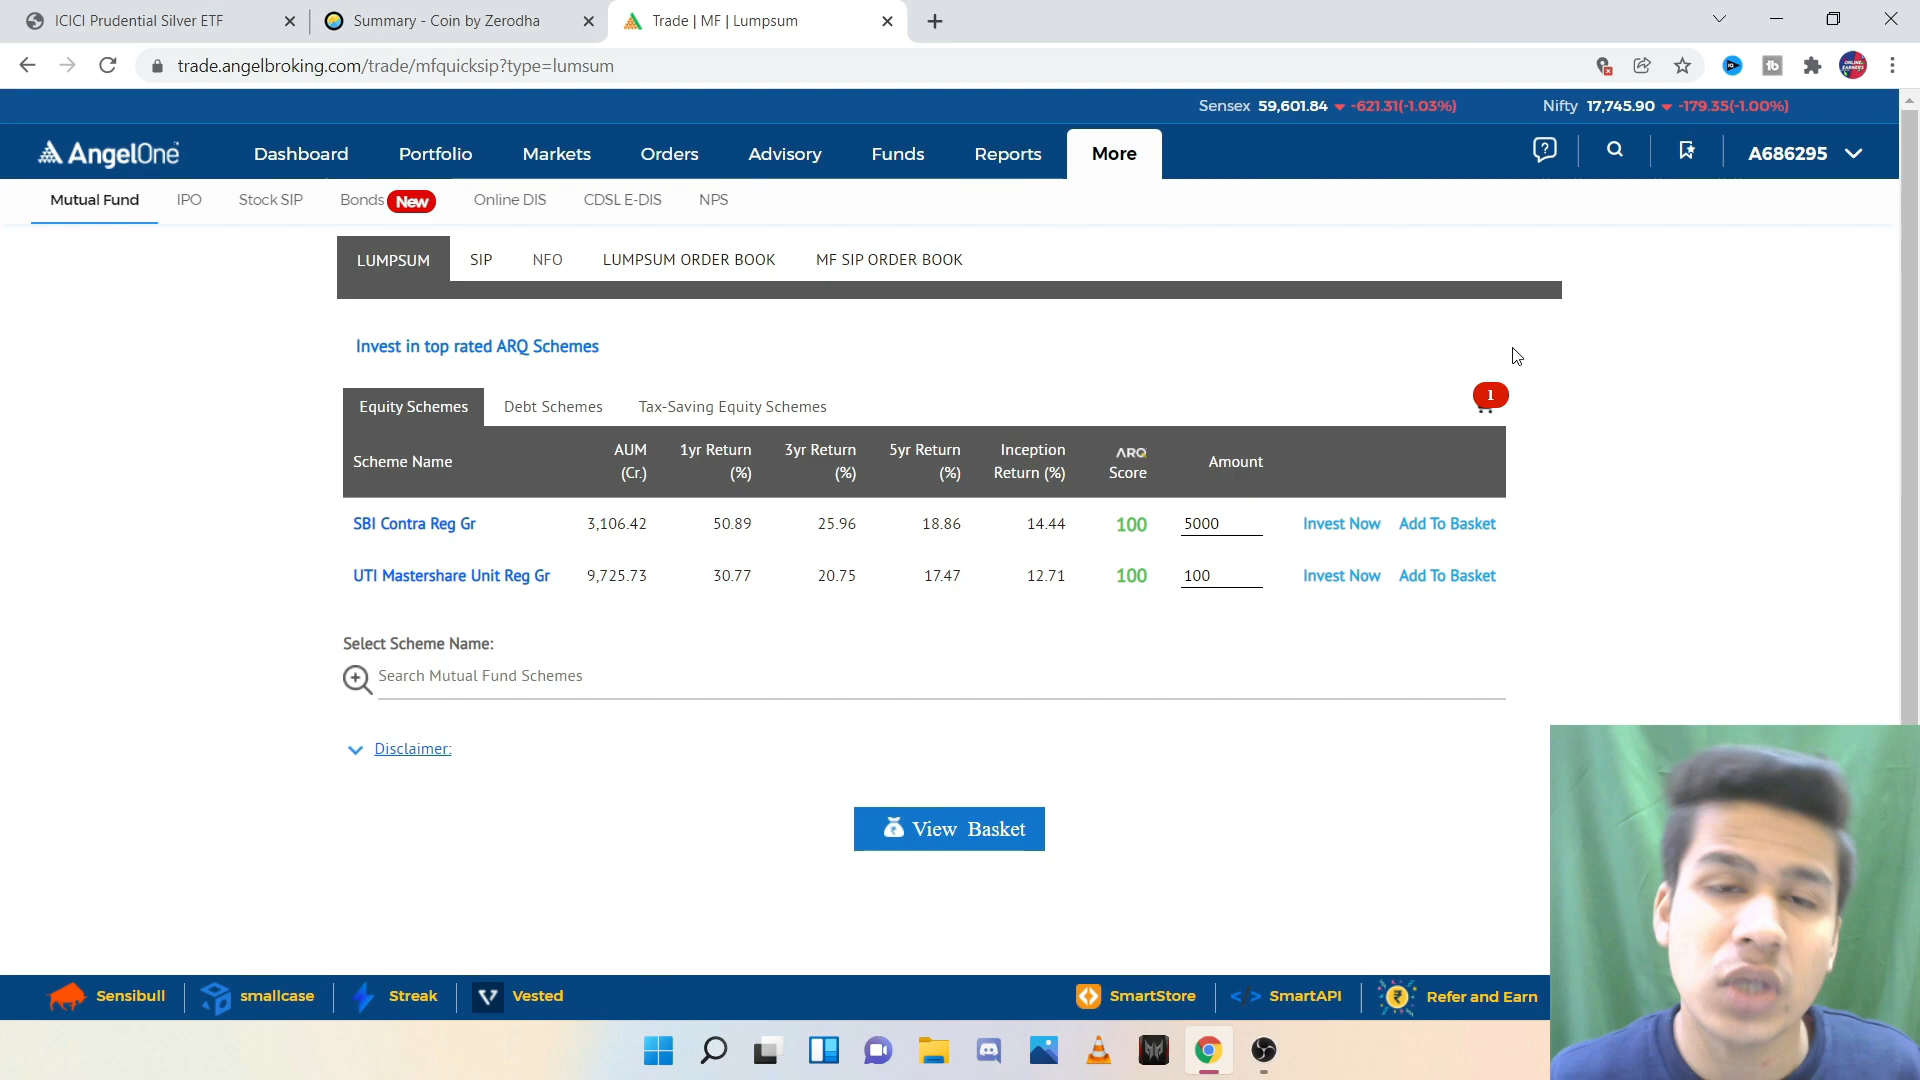 ICICI Prudential Silver ETF
Summary - Coin by Zerodha
Trade | MF | Lumpsum
trade.angelbroking.com/trade/mfquicksip?type=lumsum
Sensex 59,601.84 -621.31(-1.03%) Nifty 17,745.90 -179.35(-1.00%)
AngelOne
Dashboard Portfolio Markets Orders Advisory Funds Reports More
A686295
Mutual Fund IPO Stock SIP Bonds New Online DIS CDSL E-DIS NPS
LUMPSUM SIP NFO LUMPSUM ORDER BOOK MF SIP ORDER BOOK
Invest in top rated ARQ Schemes
1
Equity Schemes Debt Schemes Tax-Saving Equity Schemes
Scheme Name AUM (Cr.) 1yr Return (%) 3yr Return (%) 5yr Return (%) Inception Return (%) ARQ Score Amount
SBI Contra Reg Gr 3,106.42 50.89 25.96 18.86 14.44 100 5000 Invest Now Add To Basket
UTI Mastershare Unit Reg Gr 9,725.73 30.77 20.75 17.47 12.71 100 100 Invest Now Add To Basket
Select Scheme Name:
Search Mutual Fund Schemes
Disclaimer:
View Basket
Sensibull smallcase Streak Vested SmartStore SmartAPI Refer and Earn